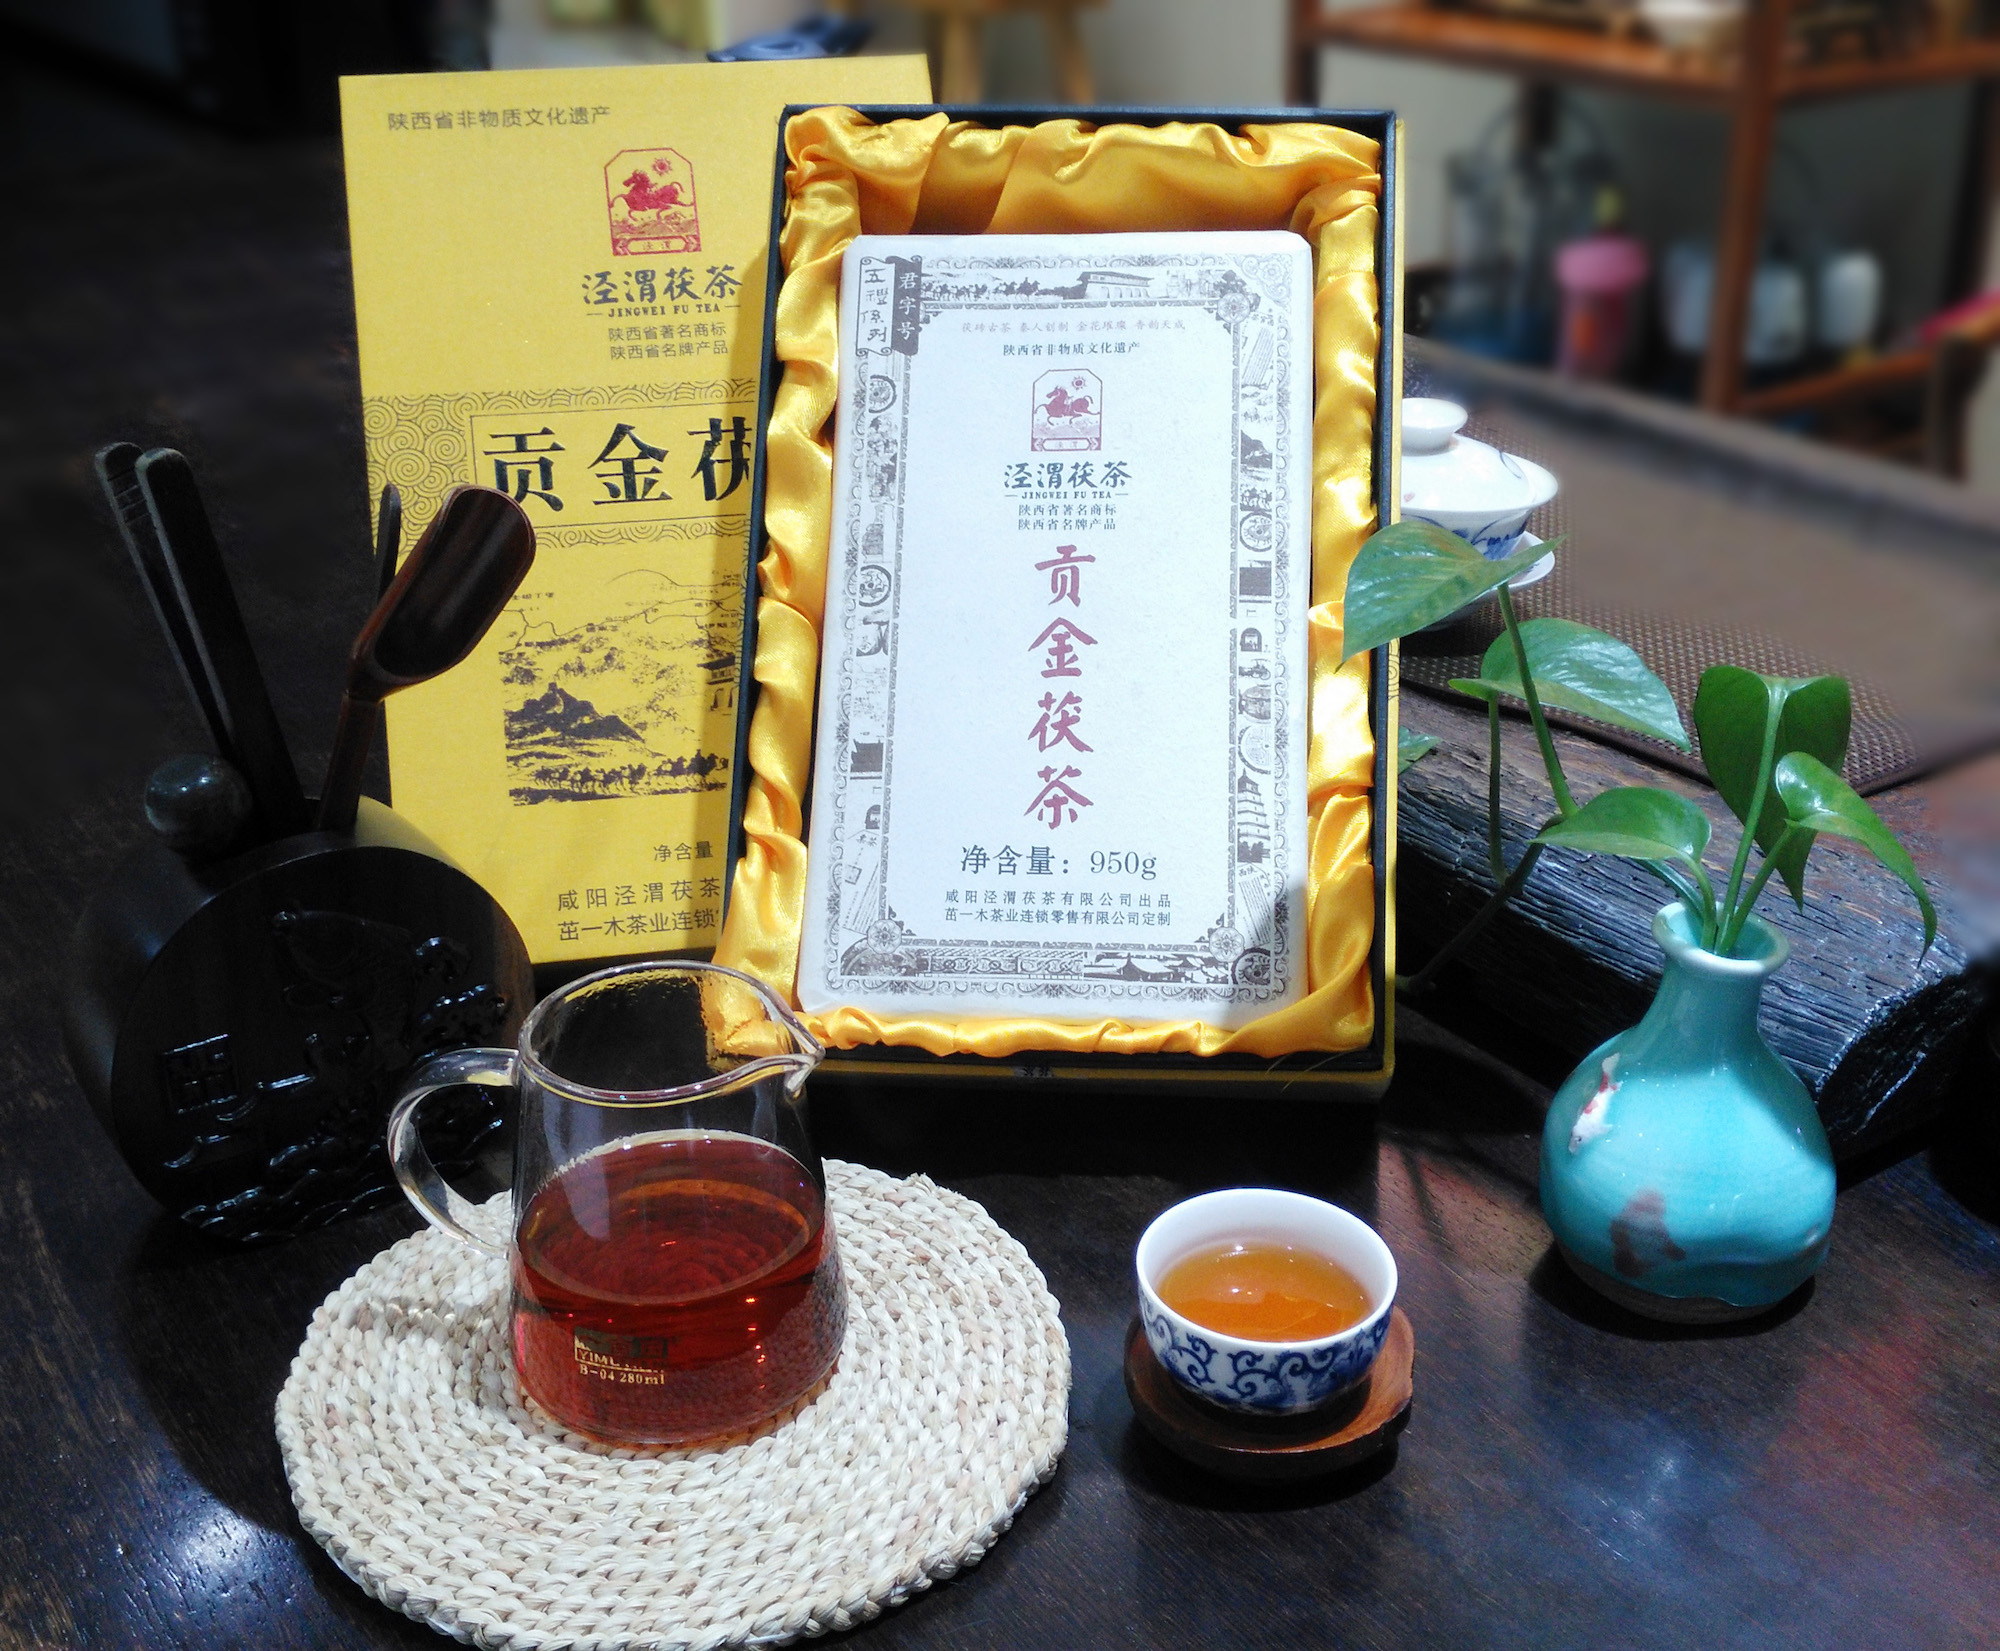 陕西省非物质文化遗产
泾渭
泾渭茯茶
JINGWEI FU TEA
陕西省著名商标
陕西省名牌产品
贡金茯
净含量
咸阳泾渭茯茶
茁一木茶业连锁
五禮係列
君字号
茯砖古茶 秦人创制 金花璀璨 香韵天成
陕西省非物质文化遗产
泾渭
泾渭茯茶
JINGWEI FU TEA
陕西省著名商标
陕西省名牌产品
贡金茯茶
净含量：950g
咸阳泾渭茯茶有限公司出品
茁一木茶业连锁零售有限公司定制
B-04 280ml